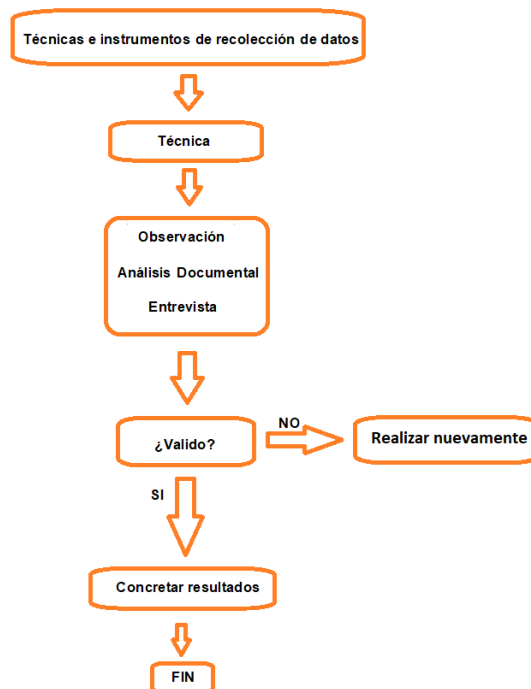 Técnicas e instrumentos de recolección de datos
Técnica
Observación
Análisis Documental
Entrevista
¿Valido?
NO
Realizar nuevamente
SI
Concretar resultados
FIN